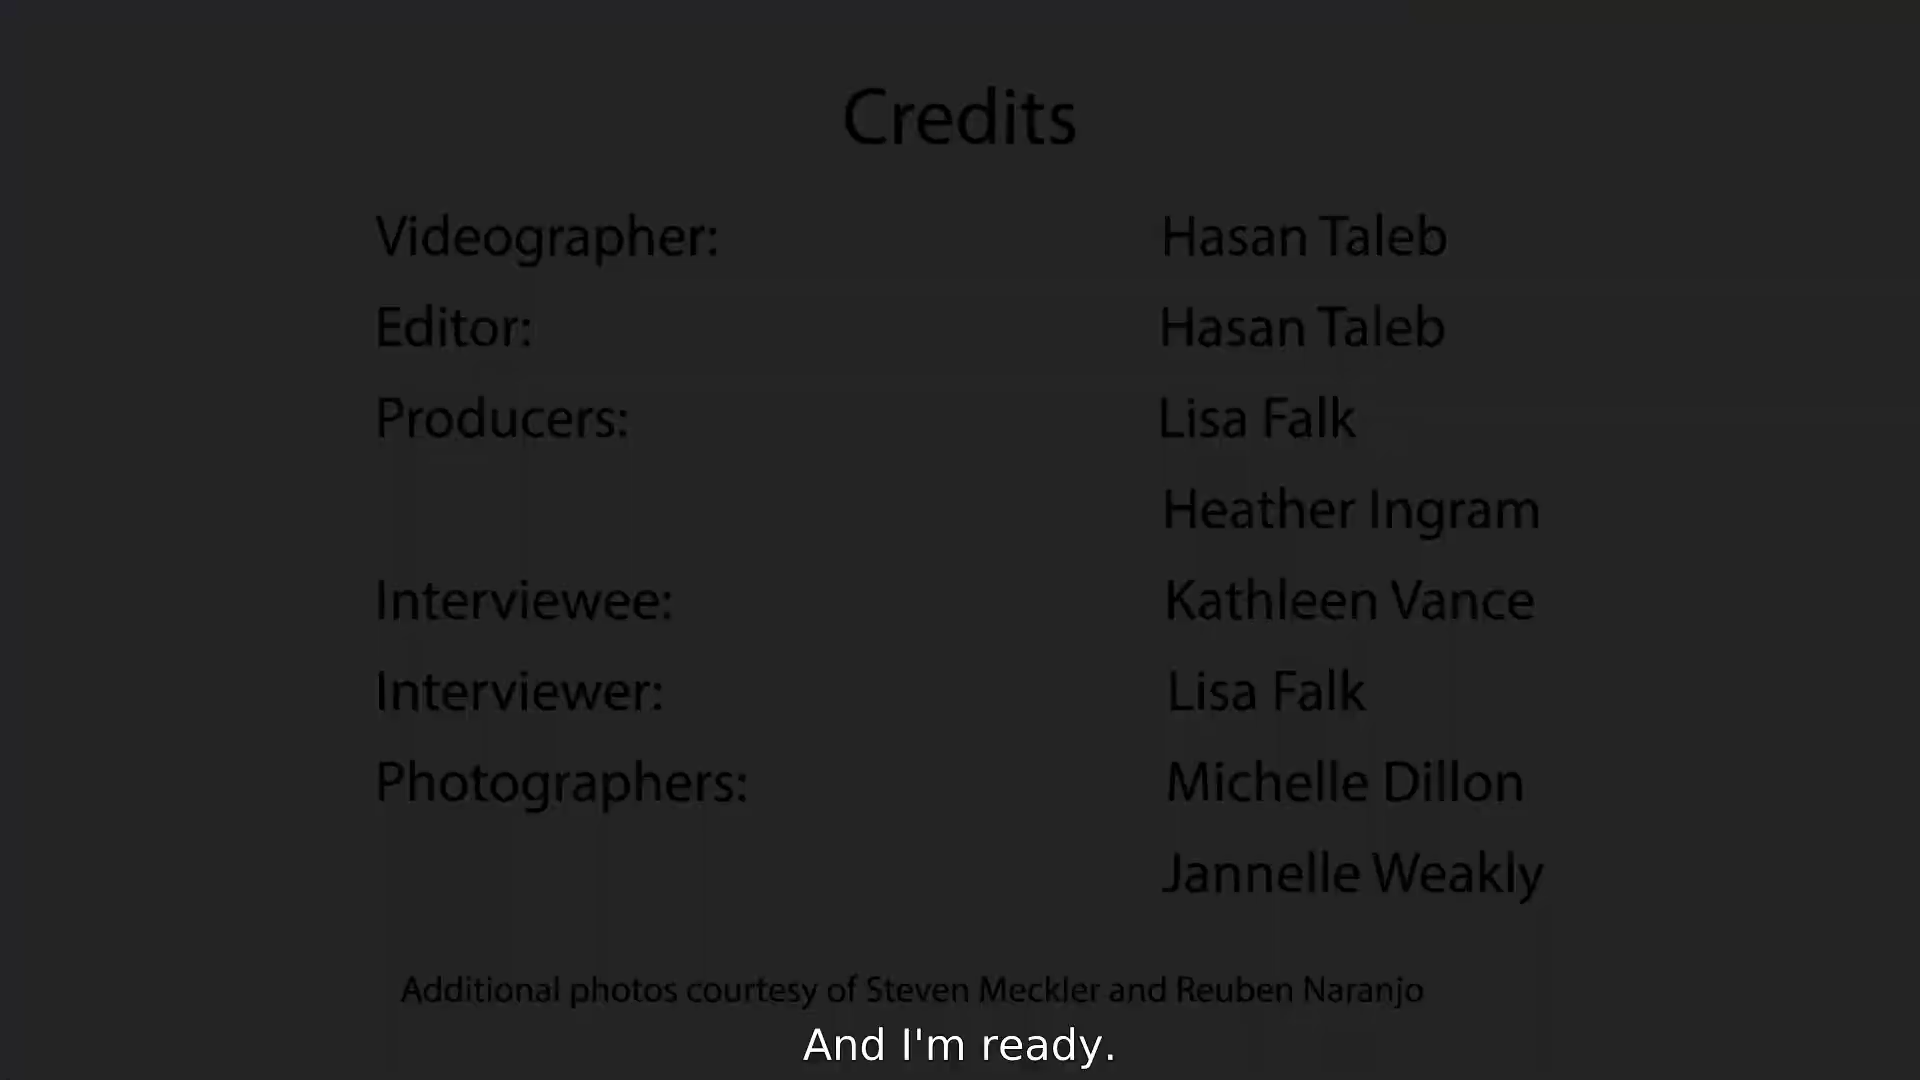 Credits
Videographer: Hasan Taleb
Editor: Hasan Taleb
Producers: Lisa Falk
Heather Ingram
Interviewee: Kathleen Vance
Interviewer: Lisa Falk
Photographers: Michelle Dillon
Jannelle Weakly
Additional photos courtesy of Steven Meckler and Reuben Naranjo
And I'm ready.